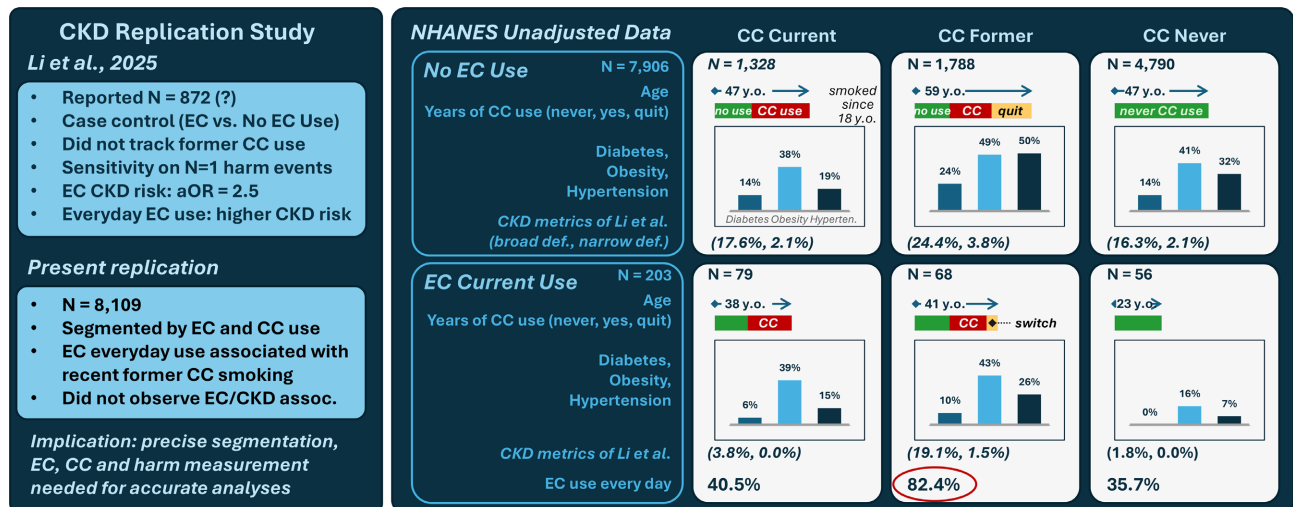 CKD Replication Study
Li et al., 2025
• Reported N = 872 (?)
• Case control (EC vs. No EC Use)
• Did not track former CC use
• Sensitivity on N=1 harm events
• EC CKD risk: aOR = 2.5
• Everyday EC use: higher CKD risk
Present replication
• N = 8,109
• Segmented by EC and CC use
• EC everyday use associated with
recent former CC smoking
• Did not observe EC/CKD assoc.
Implication: precise segmentation,
EC, CC and harm measurement
needed for accurate analyses
NHANES Unadjusted Data
CC Current
CC Former
CC Never
No EC Use
N = 7,906
Age
Years of CC use (never, yes, quit)
Diabetes,
Obesity,
Hypertension
CKD metrics of Li et al.
(broad def., narrow def.)
N = 1,328
47 y.o.
smoked
since
18 y.o.
no use CC use
14%
38%
19%
Diabetes Obesity Hyperten.
(17.6%, 2.1%)
N = 1,788
59 y.o.
no use CC quit
24%
49%
50%
(24.4%, 3.8%)
N = 4,790
47 y.o.
never CC use
14%
41%
32%
(16.3%, 2.1%)
EC Current Use
N = 203
Age
Years of CC use (never, yes, quit)
Diabetes,
Obesity,
Hypertension
CKD metrics of Li et al.
EC use every day
N = 79
38 y.o.
CC
6%
39%
15%
(3.8%, 0.0%)
40.5%
N = 68
41 y.o.
CC switch
10%
43%
26%
(19.1%, 1.5%)
82.4%
N = 56
23 y.o.
0%
16%
7%
(1.8%, 0.0%)
35.7%